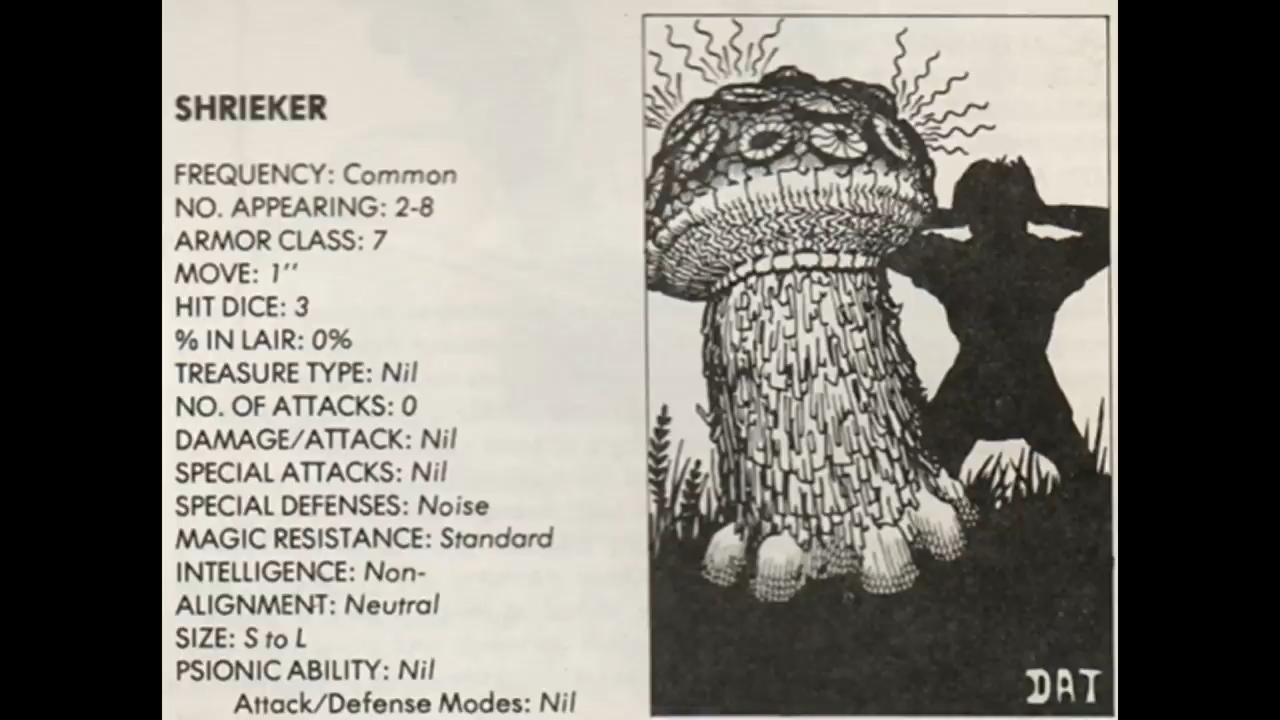 SHRIEKER
FREQUENCY: Common
NO. APPEARING: 2-8
ARMOR CLASS: 7
MOVE: 1"
HIT DICE: 3
% IN LAIR: 0%
TREASURE TYPE: Nil
NO. OF ATTACKS: 0
DAMAGE/ATTACK: Nil
SPECIAL ATTACKS: Nil
SPECIAL DEFENSES: Noise
MAGIC RESISTANCE: Standard
INTELLIGENCE: Non-
ALIGNMENT: Neutral
SIZE: S to L
PSIONIC ABILITY: Nil
Attack/Defense Modes: Nil
DAT